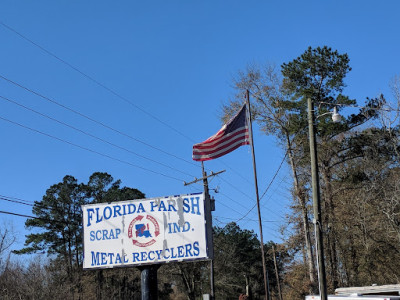 FLORIDA PARISH
SCRAP IND.
METAL RECYCLERS